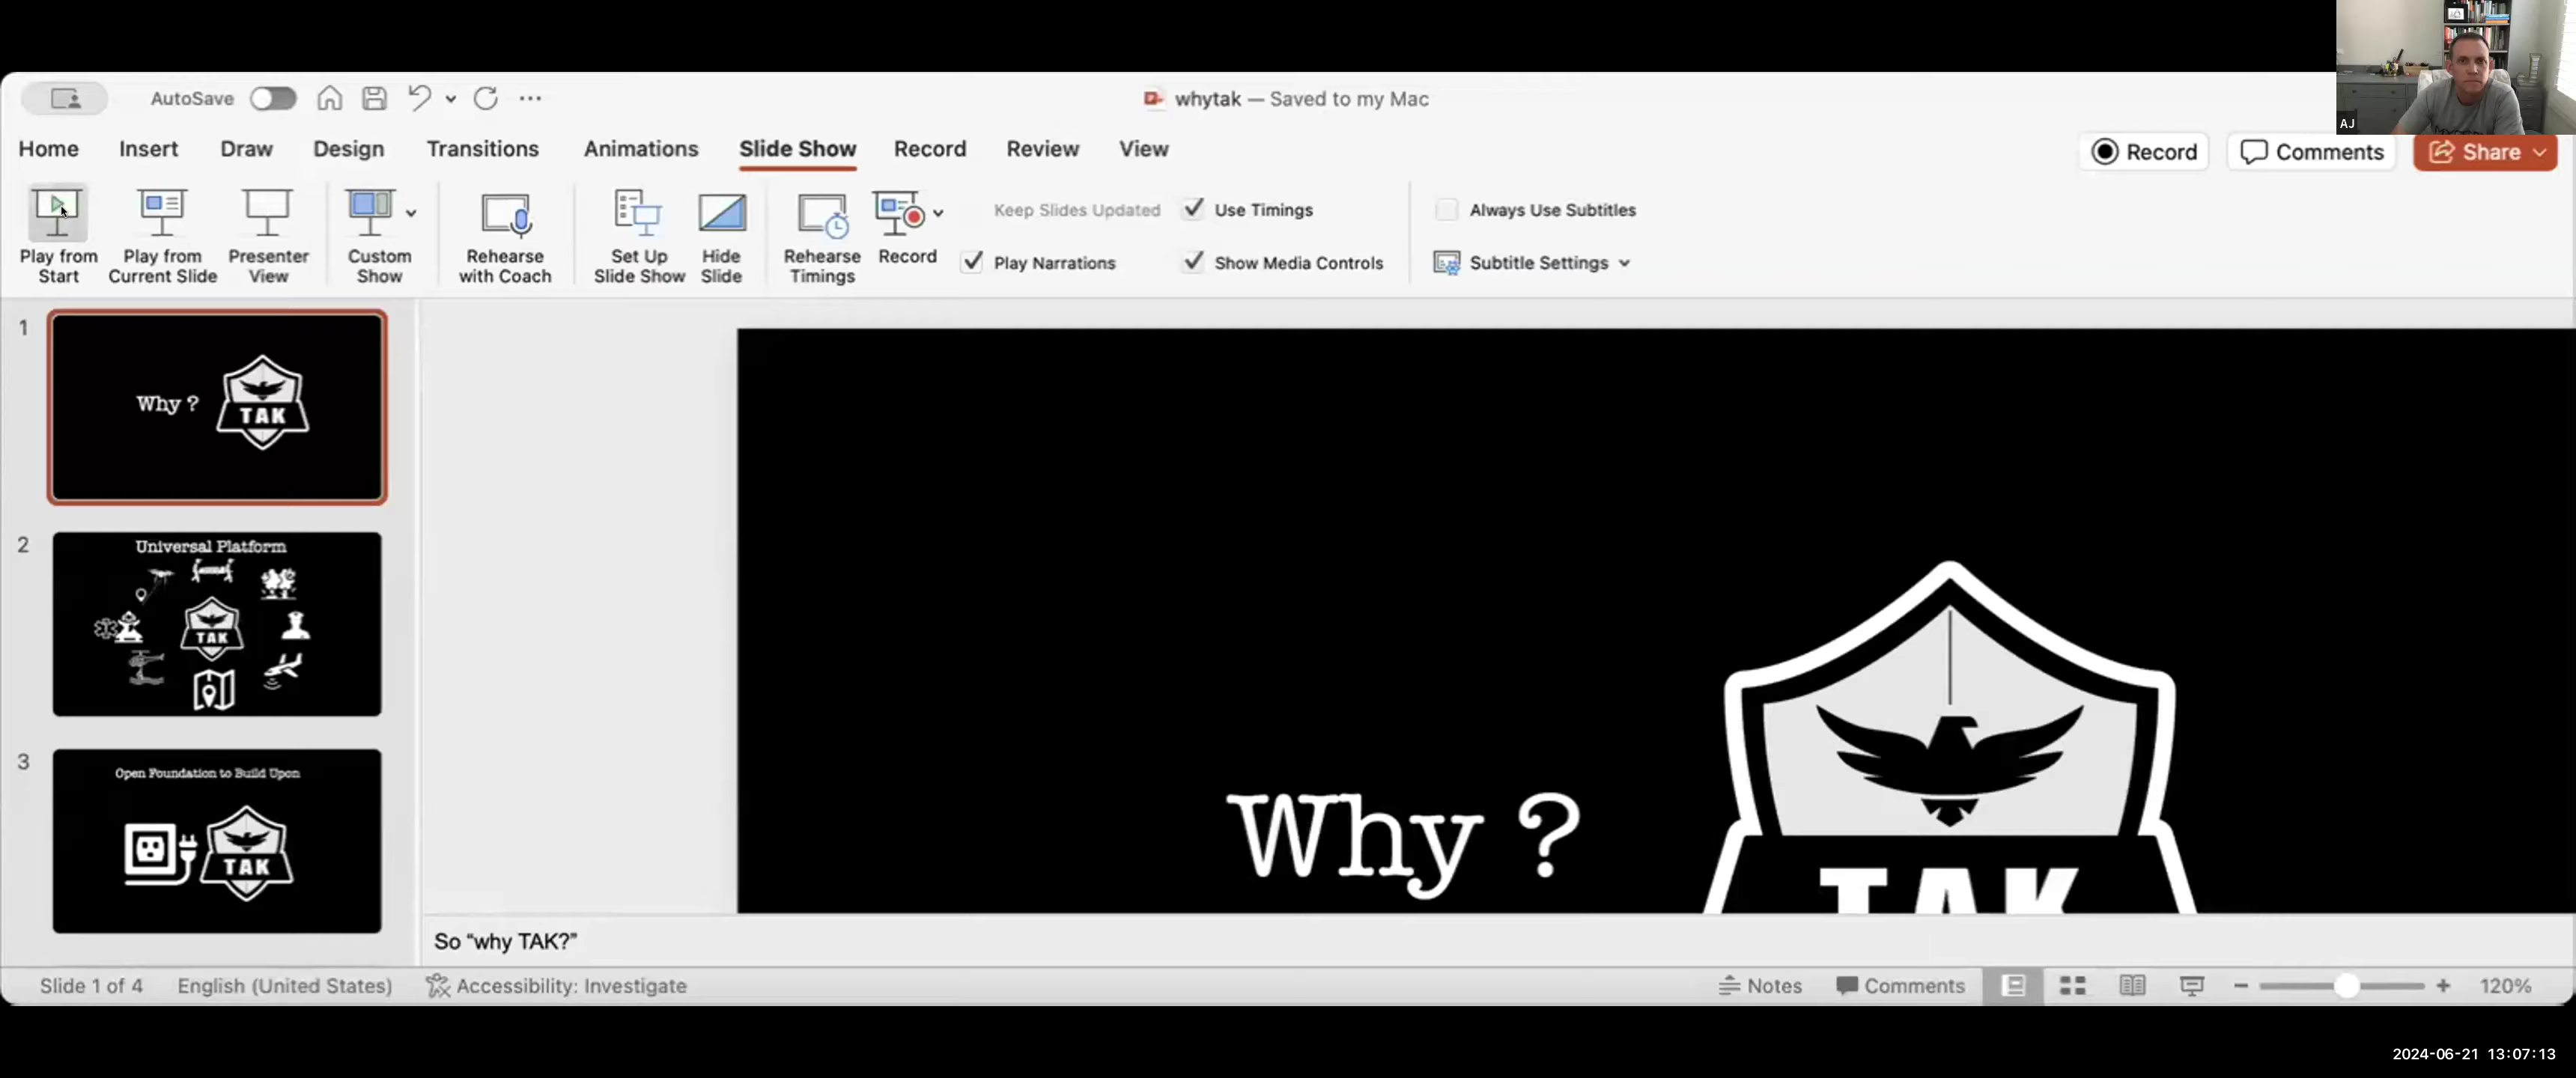 AutoSave
whytak — Saved to my Mac
AJ
Home Insert Draw Design Transitions Animations Slide Show Record Review View
Record Comments Share
Play from Start
Play from Current Slide
Presenter View
Custom Show
Rehearse with Coach
Set Up Slide Show
Hide Slide
Rehearse Timings
Record
Keep Slides Updated
Play Narrations
Use Timings
Show Media Controls
Always Use Subtitles
Subtitle Settings
1
Why ?
TAK
2
Universal Platform
TAK
3
Open Foundation to Build Upon
TAK
Why ?
TAK
So “why TAK?”
Slide 1 of 4 English (United States) Accessibility: Investigate
Notes Comments 120%
2024-06-21 13:07:13